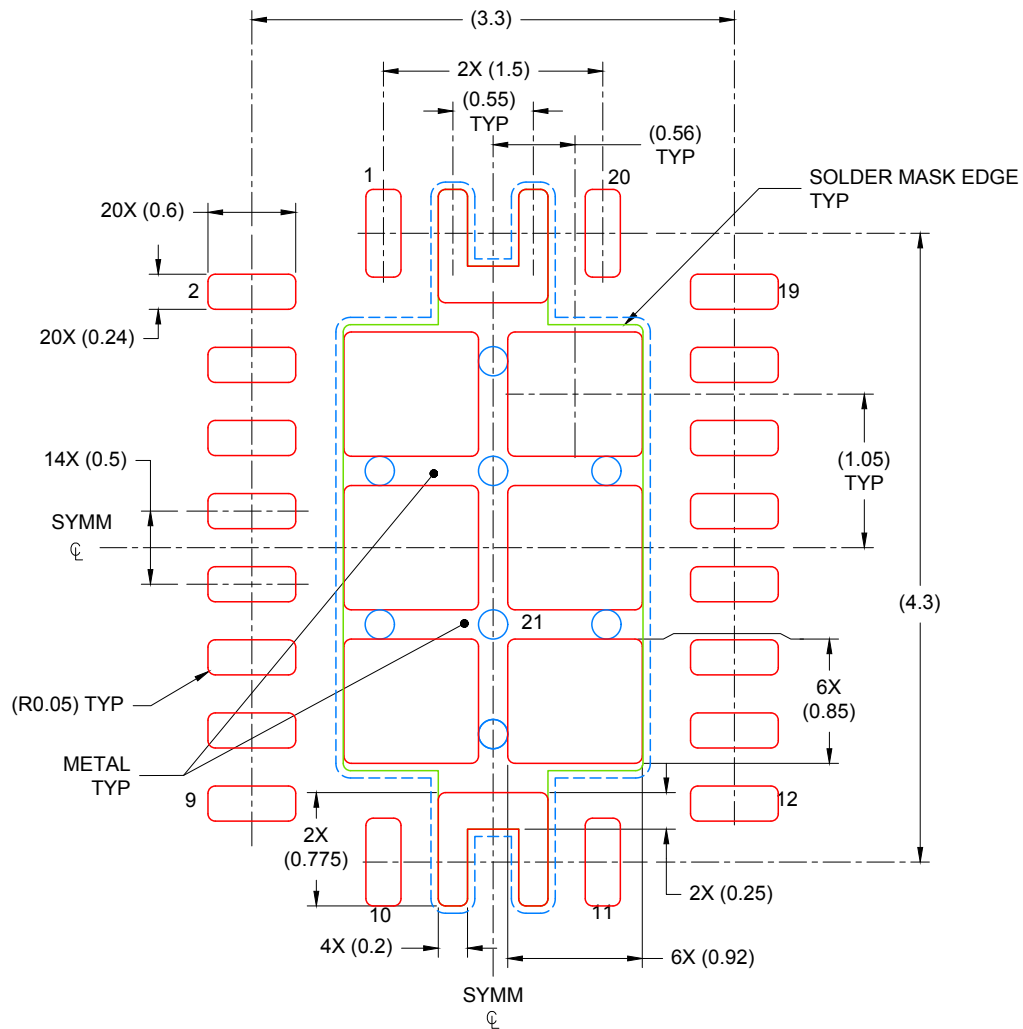 (3.3)
2X (1.5)
(0.55)
TYP
(0.56)
TYP
1
20
SOLDER MASK EDGE
TYP
20X (0.6)
2
19
20X (0.24)
14X (0.5)
(1.05)
TYP
SYMM
℄
(4.3)
21
(R0.05) TYP
6X
(0.85)
METAL
TYP
9
12
2X
(0.775)
2X (0.25)
10
11
4X (0.2)
6X (0.92)
SYMM
℄